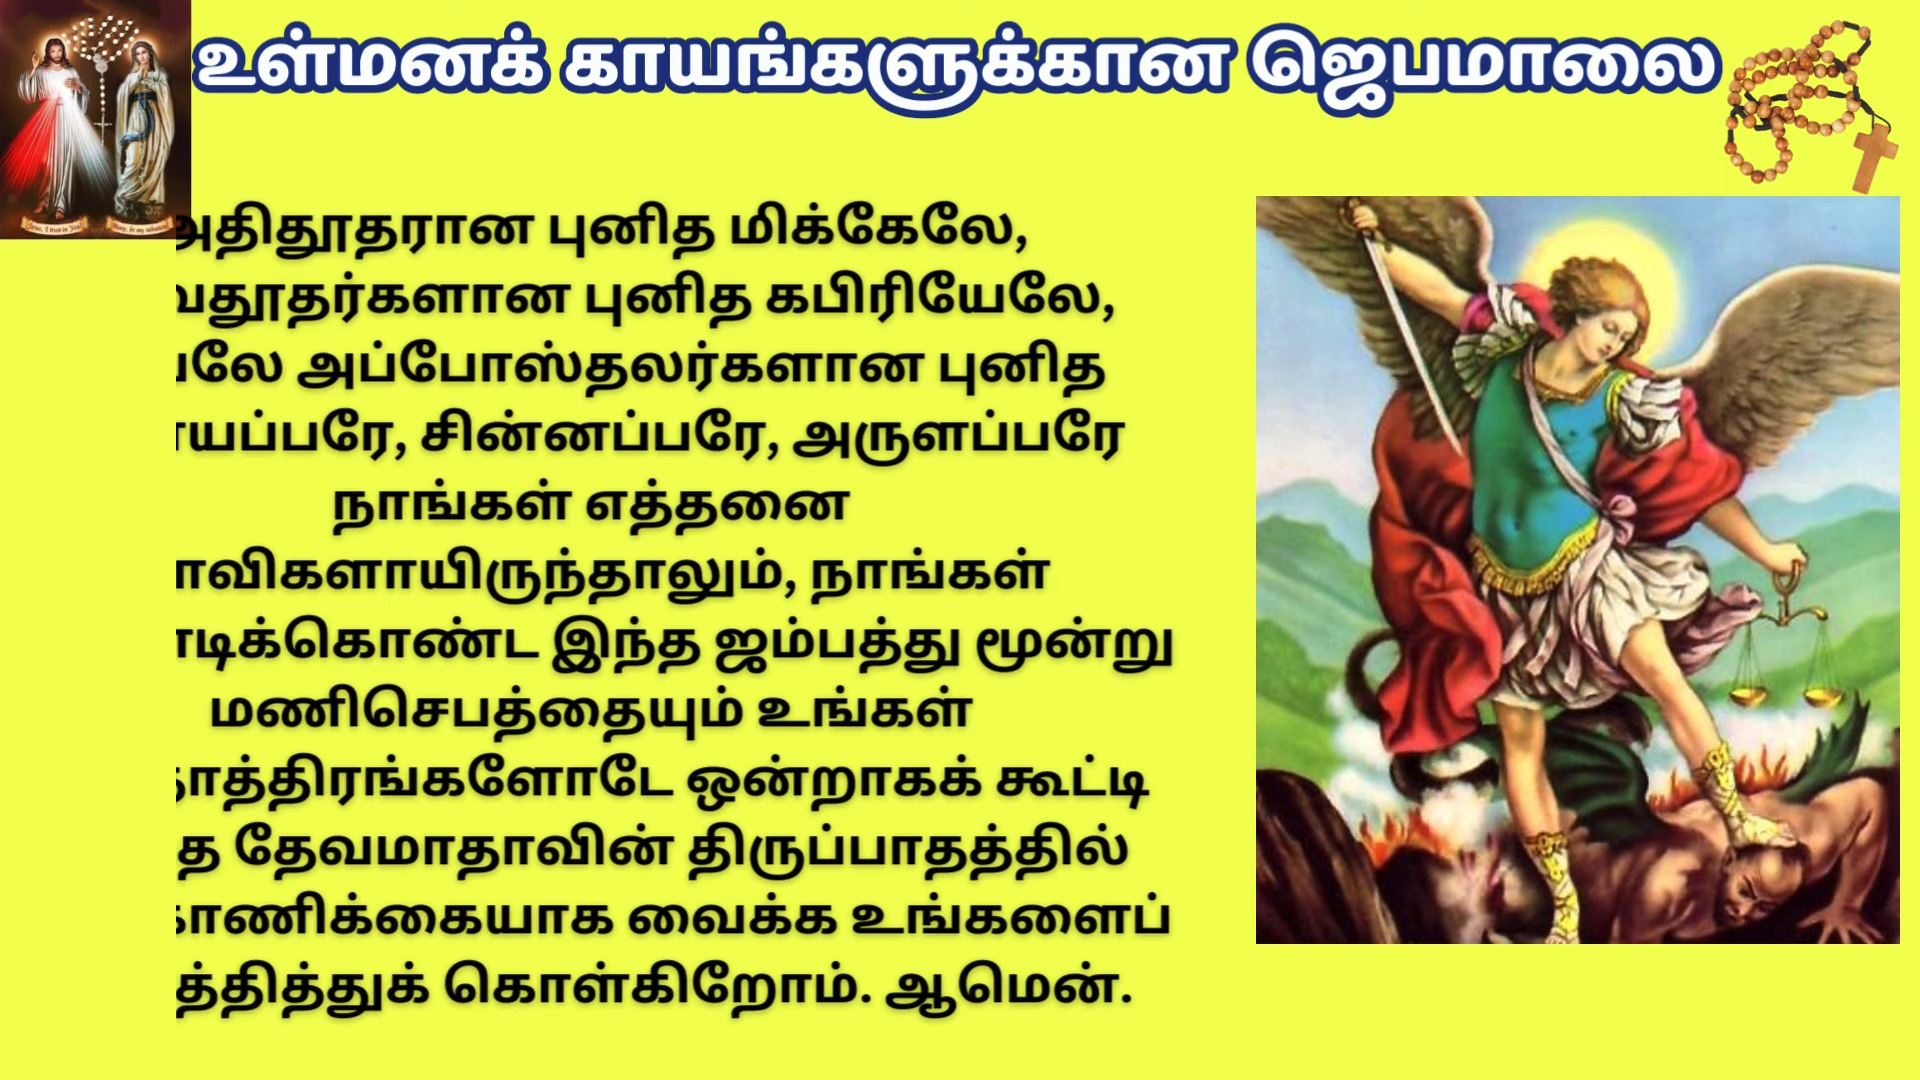 உள்மனக் காயங்களுக்கான ஜெபமாலை
அதிதூதரான புனித மிக்கேலே,
வதூதர்களான புனித கபிரியேலே,
லே அப்போஸ்தலர்களான புனித
யப்பரே, சின்னப்பரே, அருளப்பரே
நாங்கள் எத்தனை
ாவிகளாயிருந்தாலும், நாங்கள்
டிக்கொண்ட இந்த ஜம்பத்து மூன்று
மணிசெபத்தையும் உங்கள்
தாத்திரங்களோடே ஒன்றாகக் கூட்டி
த தேவமாதாவின் திருப்பாதத்தில்
காணிக்கையாக வைக்க உங்களைப்
த்தித்துக் கொள்கிறோம். ஆமென்.